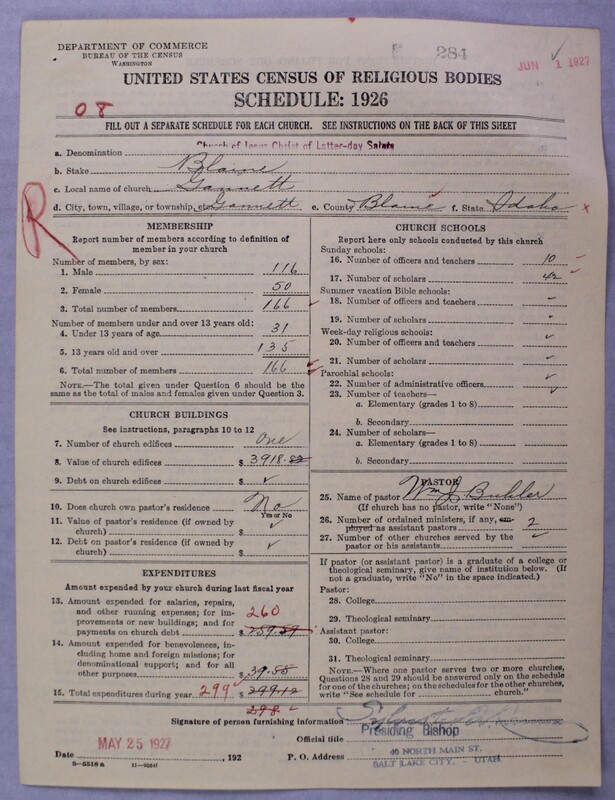 DEPARTMENT OF COMMERCE
BUREAU OF THE CENSUS
WASHINGTON
284
JUN 1 1927
UNITED STATES CENSUS OF RELIGIOUS BODIES
SCHEDULE: 1926
08
FILL OUT A SEPARATE SCHEDULE FOR EACH CHURCH. SEE INSTRUCTIONS ON THE BACK OF THIS SHEET
a. Denomination Church of Jesus Christ of Latter-day Saints
b. Stake Blaine
c. Local name of church Gannett
d. City, town, village, or township, etc. Gannett e. County Blaine f. State Idaho x
R
MEMBERSHIP
Report number of members according to definition of
member in your church
Number of members, by sex:
1. Male 116
2. Female 50
3. Total number of members 166
Number of members under and over 13 years old:
4. Under 13 years of age 31
5. 13 years old and over 135
6. Total number of members 166
NOTE.—The total given under Question 6 should be the
same as the total of males and females given under Question 3.
CHURCH BUILDINGS
See instructions, paragraphs 10 to 12
7. Number of church edifices One
8. Value of church edifices $ 3918.
9. Debt on church edifices $ ✓
10. Does church own pastor's residence No
Yes or No
11. Value of pastor's residence (if owned by
church) $ ✓
12. Debt on pastor's residence (if owned by
church) $ ✓
EXPENDITURES
Amount expended by your church during last fiscal year
13. Amount expended for salaries, repairs,
and other running expenses; for im-
provements or new buildings; and for
payments on church debt 260
$ 259.57
14. Amount expended for benevolences, in-
cluding home and foreign missions; for
denominational support; and for all
other purposes $ 39.55
15. Total expenditures during year 299 $ 299.12
298
CHURCH SCHOOLS
Report here only schools conducted by this church
Sunday schools:
16. Number of officers and teachers 10
17. Number of scholars 42
Summer vacation Bible schools:
18. Number of officers and teachers
19. Number of scholars
Week-day religious schools:
20. Number of officers and teachers
21. Number of scholars
Parochial schools:
22. Number of administrative officers
23. Number of teachers—
a. Elementary (grades 1 to 8)
b. Secondary
24. Number of scholars—
a. Elementary (grades 1 to 8)
b. Secondary
PASTOR
25. Name of pastor Wm J Buhler
(If church has no pastor, write "None")
26. Number of ordained ministers, if any, em-
ployed as assistant pastors 2
27. Number of other churches served by the
pastor or his assistants ✓
If pastor (or assistant pastor) is a graduate of a college or
theological seminary, give name of institution below. (If
not a graduate, write "No" in the space indicated.)
Pastor:
28. College
29. Theological seminary
Assistant pastor:
30. College
31. Theological seminary
NOTE.—Where one pastor serves two or more churches,
Questions 28 and 29 should be answered only on the schedule
for one of the churches; on the schedules for the other churches,
write "See schedule for church."
Signature of person furnishing information
Official title Presiding Bishop
Date MAY 25 1927, 192 P. O. Address 40 NORTH MAIN ST.
SALT LAKE CITY, - UTAH